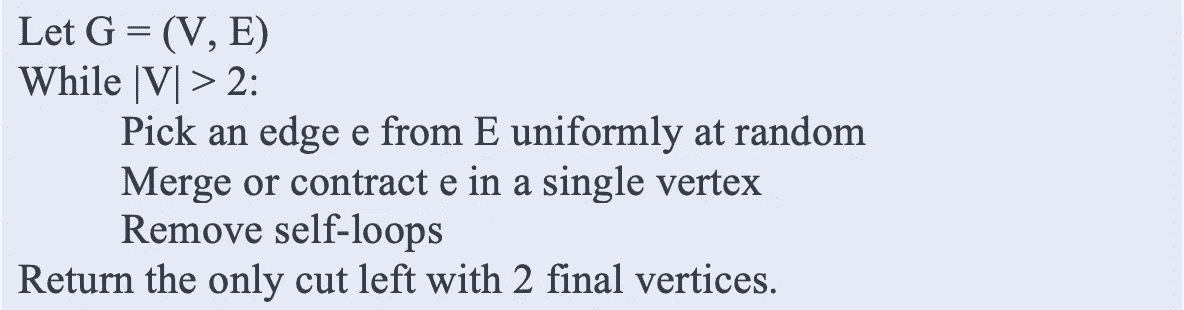 Let G = (V, E)
While |V| > 2:
Pick an edge e from E uniformly at random
Merge or contract e in a single vertex
Remove self-loops
Return the only cut left with 2 final vertices.